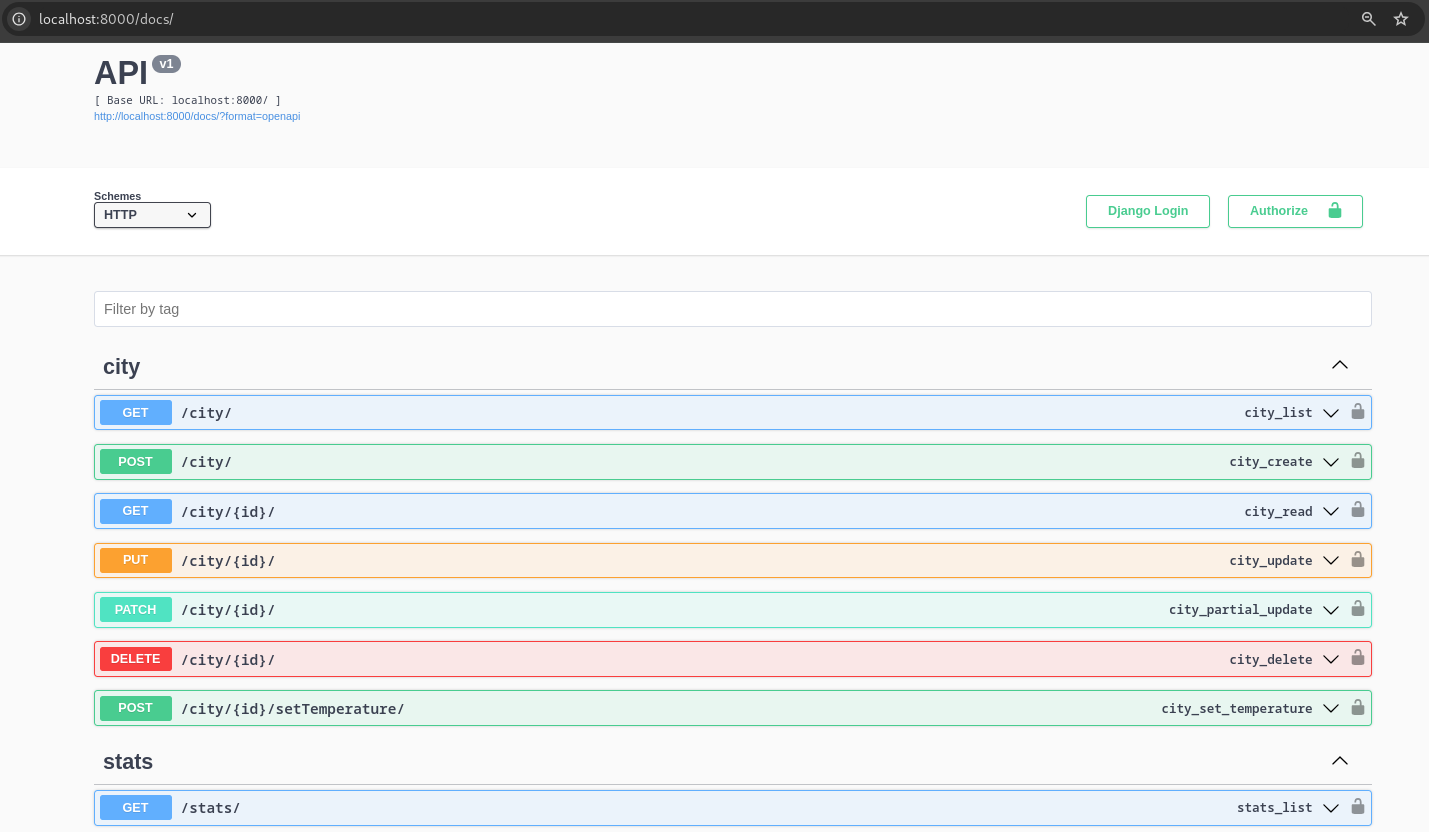 localhost:8000/docs/
API v1
[ Base URL: localhost:8000/ ]
http://localhost:8000/docs/?format=openapi
Schemes
HTTP
Django Login
Authorize
Filter by tag
city
GET /city/ city_list
POST /city/ city_create
GET /city/{id}/ city_read
PUT /city/{id}/ city_update
PATCH /city/{id}/ city_partial_update
DELETE /city/{id}/ city_delete
POST /city/{id}/setTemperature/ city_set_temperature
stats
GET /stats/ stats_list